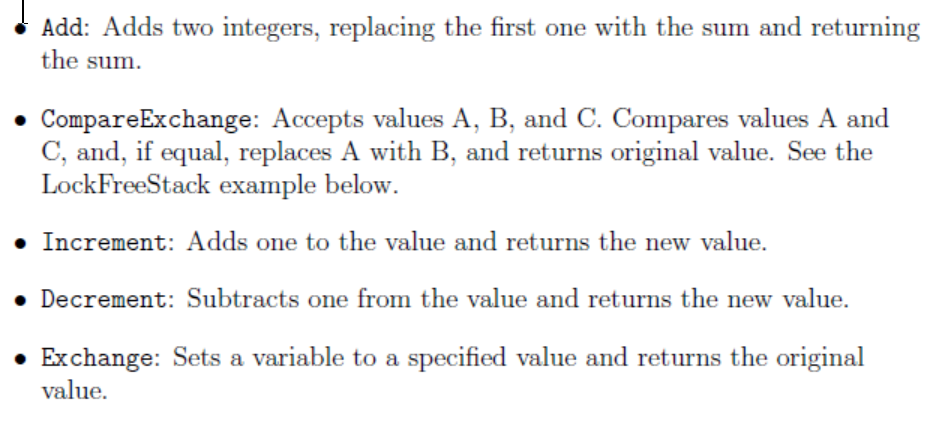 • Add: Adds two integers, replacing the first one with the sum and returning
the sum.
• CompareExchange: Accepts values A, B, and C. Compares values A and
C, and, if equal, replaces A with B, and returns original value. See the
LockFreeStack example below.
• Increment: Adds one to the value and returns the new value.
• Decrement: Subtracts one from the value and returns the new value.
• Exchange: Sets a variable to a specified value and returns the original
value.